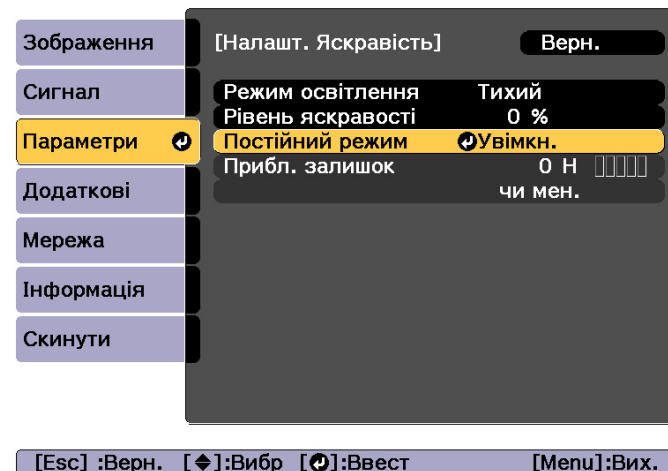 Зображення
Сигнал
Параметри
Додаткові
Мережа
Інформація
Скинути
[Налашт. Яскравість] Верн.
Режим освітлення Тихий
Рівень яскравості 0 %
Постійний режим Увімкн.
Прибл. залишок 0 H
чи мен.
[Esc] :Верн. [◆]:Вибр [↵]:Ввест [Menu]:Вих.